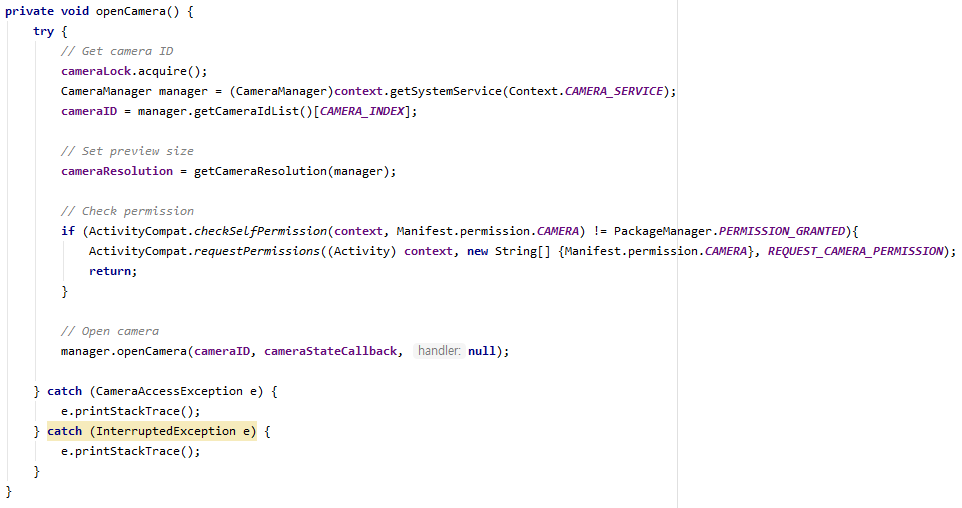 private void openCamera() {
try {
// Get camera ID
cameraLock.acquire();
CameraManager manager = (CameraManager)context.getSystemService(Context.CAMERA_SERVICE);
cameraID = manager.getCameraIdList()[CAMERA_INDEX];
// Set preview size
cameraResolution = getCameraResolution(manager);
// Check permission
if (ActivityCompat.checkSelfPermission(context, Manifest.permission.CAMERA) != PackageManager.PERMISSION_GRANTED){
ActivityCompat.requestPermissions((Activity) context, new String[] {Manifest.permission.CAMERA}, REQUEST_CAMERA_PERMISSION);
return;
}
// Open camera
manager.openCamera(cameraID, cameraStateCallback, handler: null);
} catch (CameraAccessException e) {
e.printStackTrace();
} catch (InterruptedException e) {
e.printStackTrace();
}
}